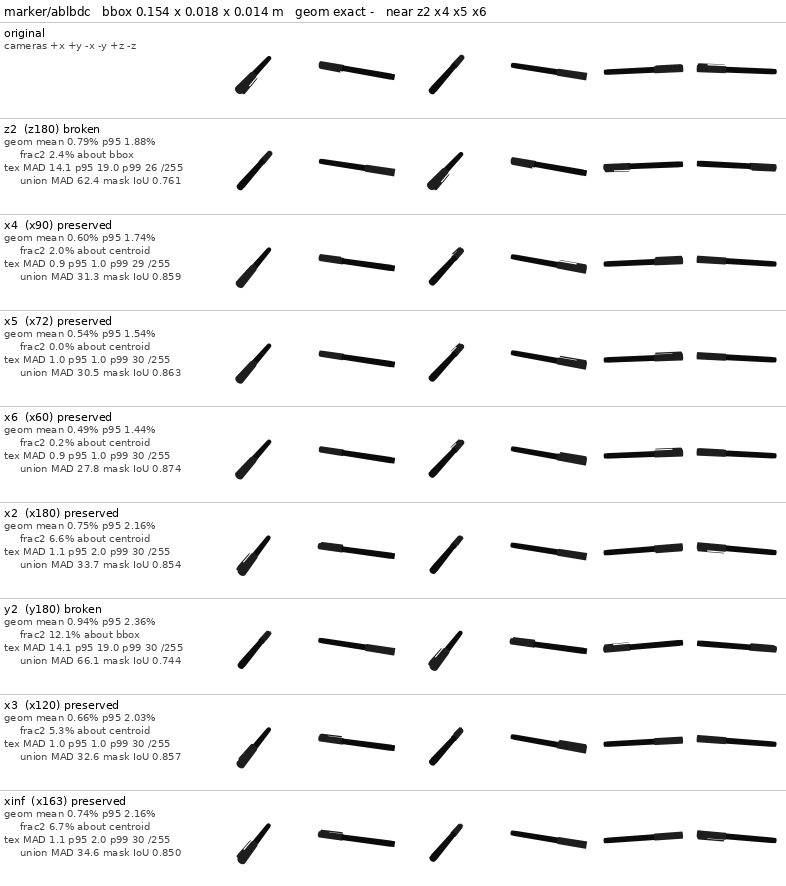 marker/ablbdc   bbox 0.154 x 0.018 x 0.014 m   geom exact -   near z2 x4 x5 x6
original
cameras +x +y -x -y +z -z
z2  (z180) broken
geom mean 0.79% p95 1.88%
frac2 2.4% about bbox
tex MAD 14.1 p95 19.0 p99 26 /255
union MAD 62.4 mask IoU 0.761
x4  (x90) preserved
geom mean 0.60% p95 1.74%
frac2 2.0% about centroid
tex MAD 0.9 p95 1.0 p99 29 /255
union MAD 31.3 mask IoU 0.859
x5  (x72) preserved
geom mean 0.54% p95 1.54%
frac2 0.0% about centroid
tex MAD 1.0 p95 1.0 p99 30 /255
union MAD 30.5 mask IoU 0.863
x6  (x60) preserved
geom mean 0.49% p95 1.44%
frac2 0.2% about centroid
tex MAD 0.9 p95 1.0 p99 30 /255
union MAD 27.8 mask IoU 0.874
x2  (x180) preserved
geom mean 0.75% p95 2.16%
frac2 6.6% about centroid
tex MAD 1.1 p95 2.0 p99 30 /255
union MAD 33.7 mask IoU 0.854
y2  (y180) broken
geom mean 0.94% p95 2.36%
frac2 12.1% about bbox
tex MAD 14.1 p95 19.0 p99 30 /255
union MAD 66.1 mask IoU 0.744
x3  (x120) preserved
geom mean 0.66% p95 2.03%
frac2 5.3% about centroid
tex MAD 1.0 p95 1.0 p99 30 /255
union MAD 32.6 mask IoU 0.857
xinf  (x163) preserved
geom mean 0.74% p95 2.16%
frac2 6.7% about centroid
tex MAD 1.1 p95 2.0 p99 30 /255
union MAD 34.6 mask IoU 0.850